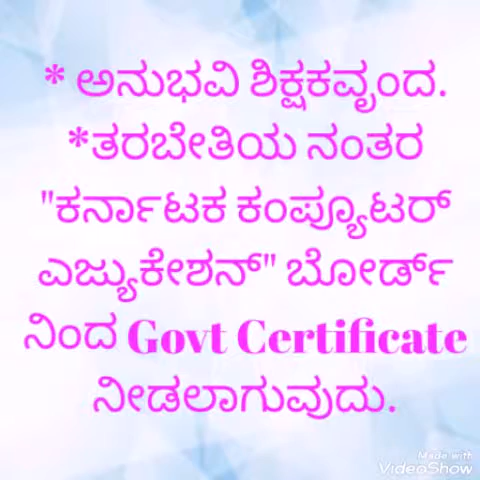 * ಅನುಭವಿ ಶಿಕ್ಷಕವೃಂದ.
*ತರಬೇತಿಯ ನಂತರ
"ಕರ್ನಾಟಕ ಕಂಪ್ಯೂಟರ್
ಎಜ್ಯುಕೇಶನ್" ಬೋರ್ಡ್
ನಿಂದ Govt Certificate
ನೀಡಲಾಗುವುದು.
Made with
VideoShow